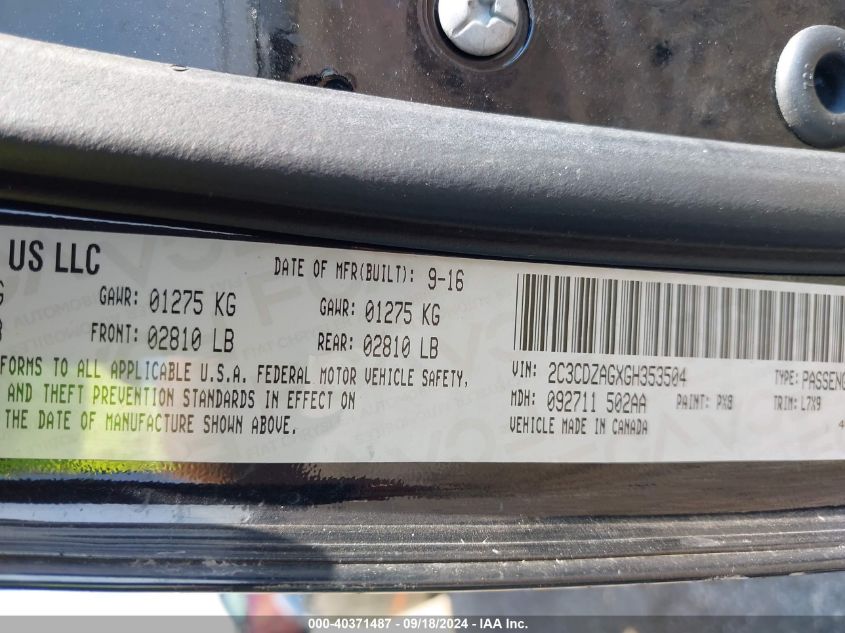 US LLC
DATE OF MFR(BUILT): 9-16
GAWR: 01275 KG
GAWR: 01275 KG
FRONT: 02810 LB
REAR: 02810 LB
FORMS TO ALL APPLICABLE U.S.A. FEDERAL MOTOR VEHICLE SAFETY,
AND THEFT PREVENTION STANDARDS IN EFFECT ON
THE DATE OF MANUFACTURE SHOWN ABOVE.
VIN: 2C3CDZAGXGH353504
TYPE: PASSENG
MDH: 092711 502AA
PAINT: PX8
TRIM: L7X9
VEHICLE MADE IN CANADA
4
000-40371487 - 09/18/2024 - IAA Inc.